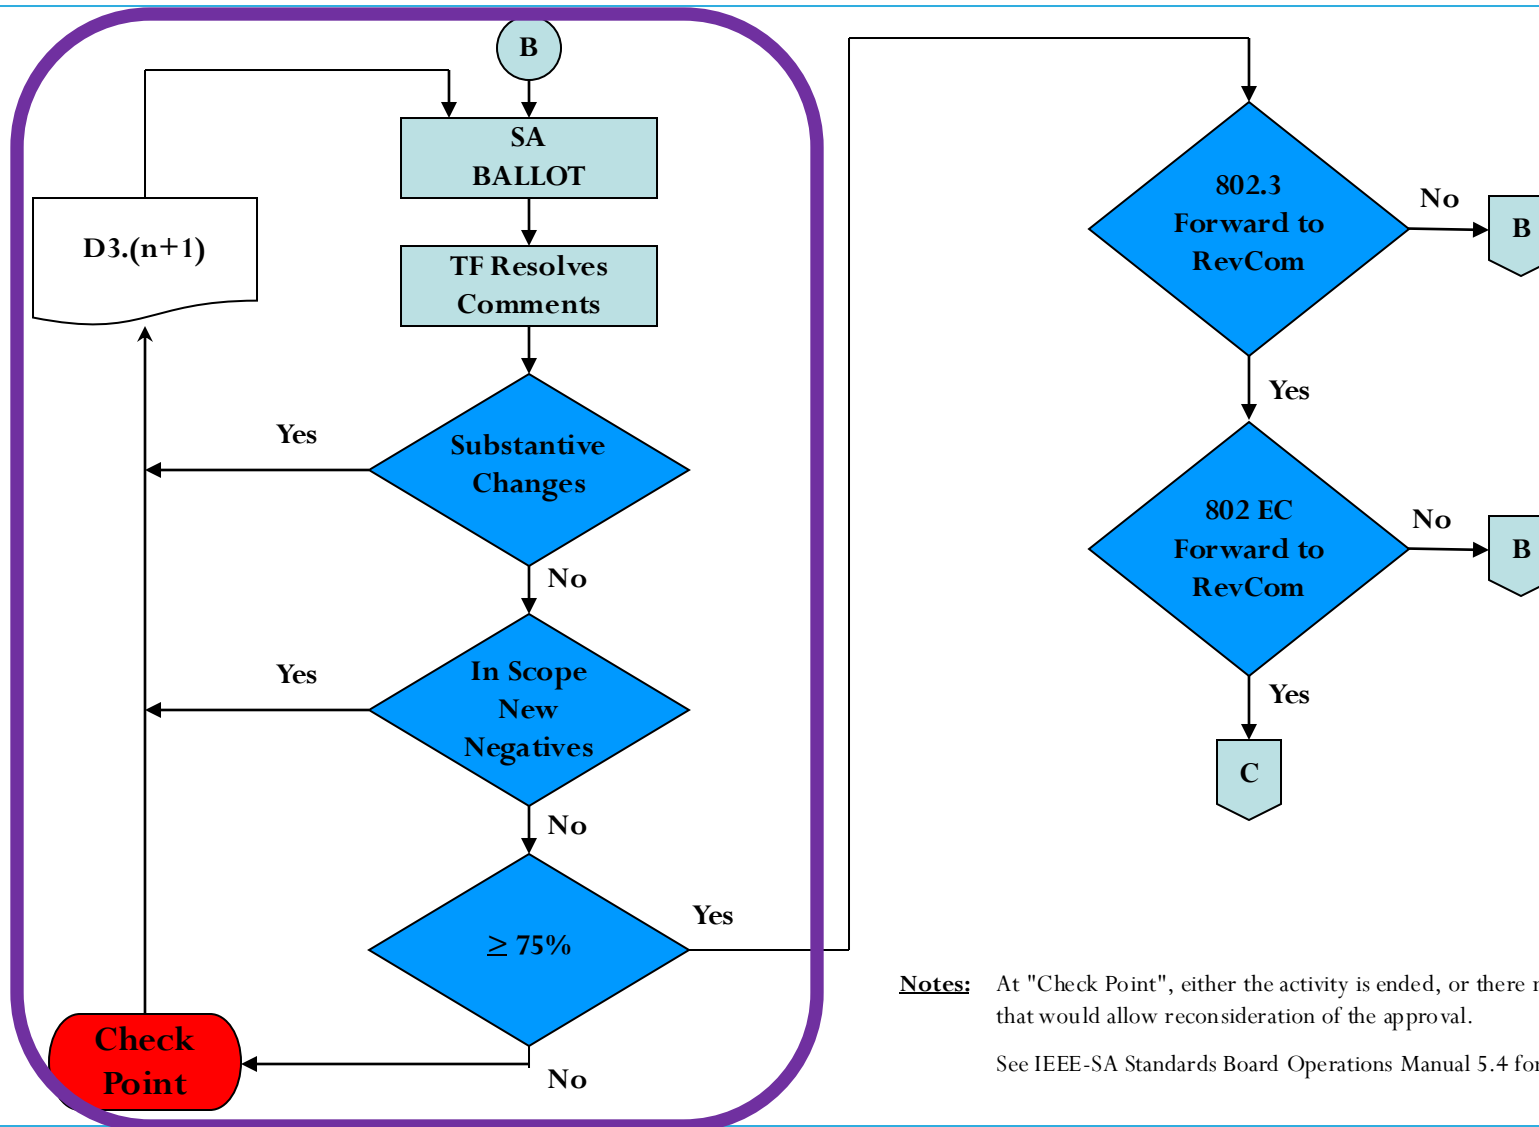 B
SA
BALLOT
D3.(n+1)
TF Resolves
Comments
Yes
Substantive
Changes
No
Yes
In Scope
New
Negatives
No
Yes
≥ 75%
Check
Point
No
802.3
Forward to
RevCom
No
B
Yes
802 EC
Forward to
RevCom
No
B
Yes
C
Notes: At "Check Point", either the activity is ended, or there
that would allow reconsideration of the approval.
See IEEE-SA Standards Board Operations Manual 5.4 for